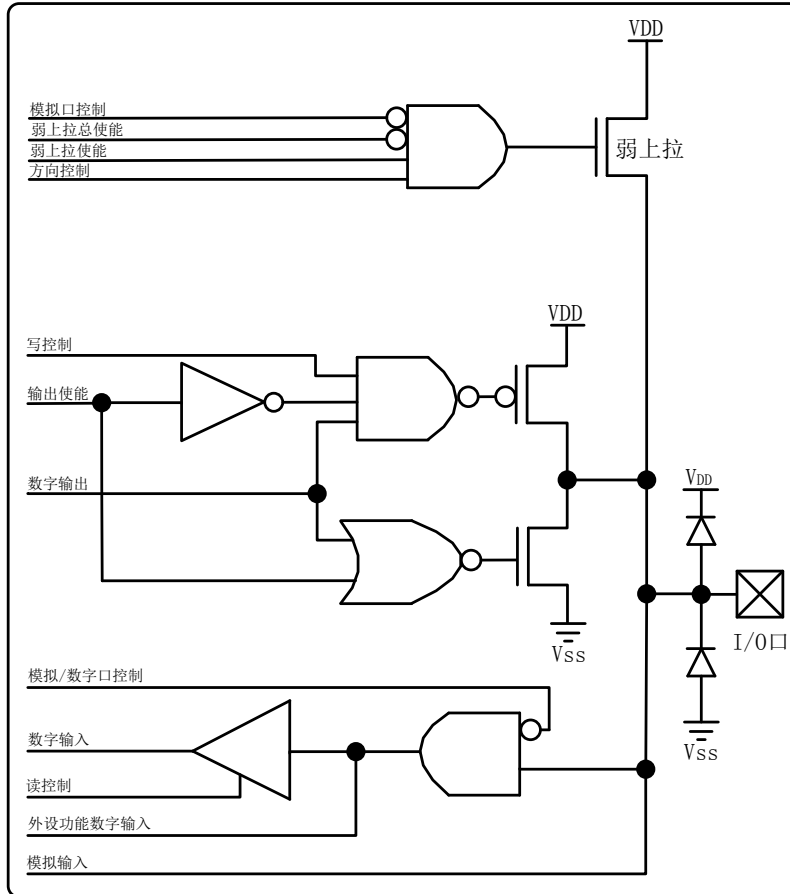 VDD
模拟口控制
弱上拉总使能
弱上拉使能
方向控制
弱上拉
写控制
VDD
输出使能
数字输出
VDD
I/O口
VSS
模拟/数字口控制
数字输入
VSS
读控制
外设功能数字输入
模拟输入